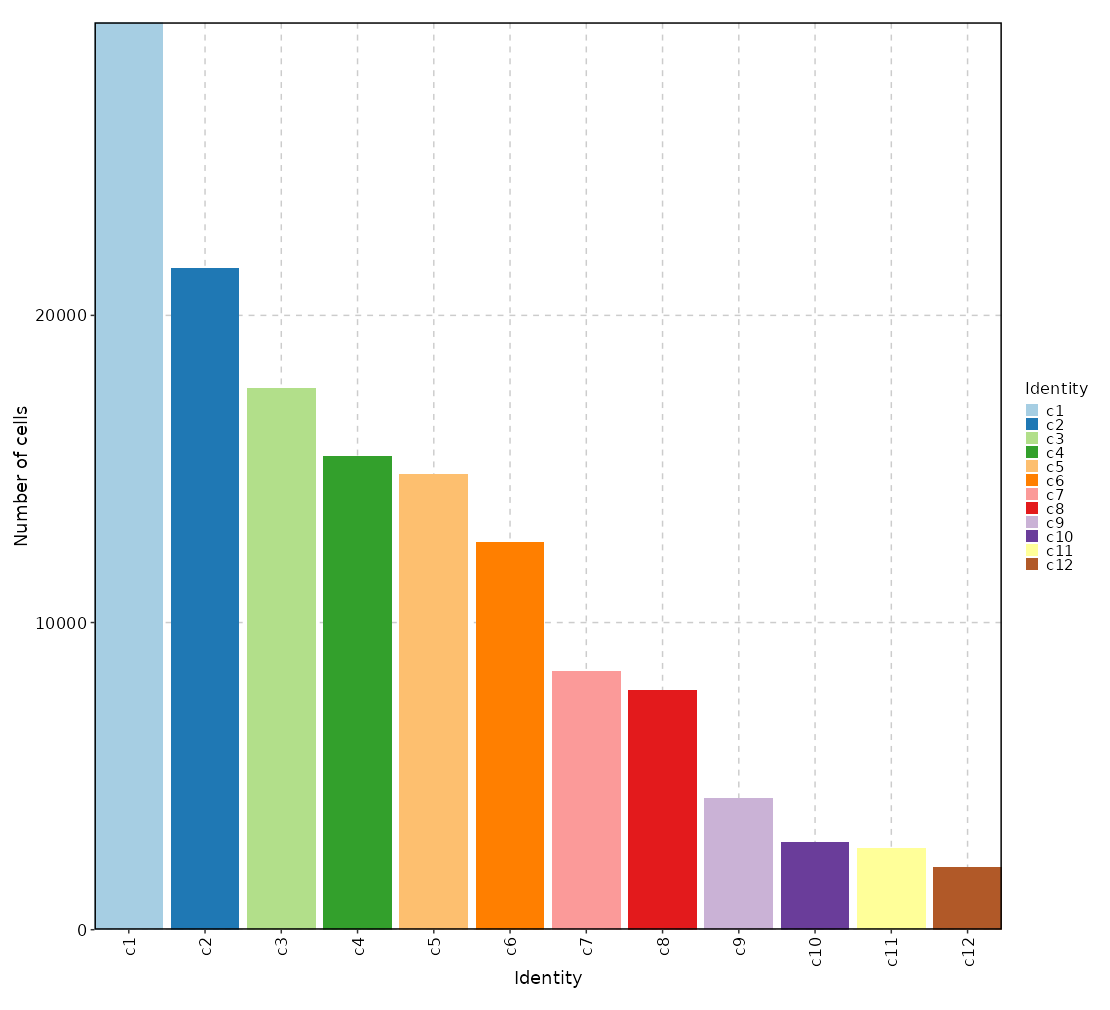 20000
10000
0
Number of cells
c1
c2
c3
c4
c5
c6
c7
c8
c9
c10
c11
c12
Identity
Identity
c1
c2
c3
c4
c5
c6
c7
c8
c9
c10
c11
c12